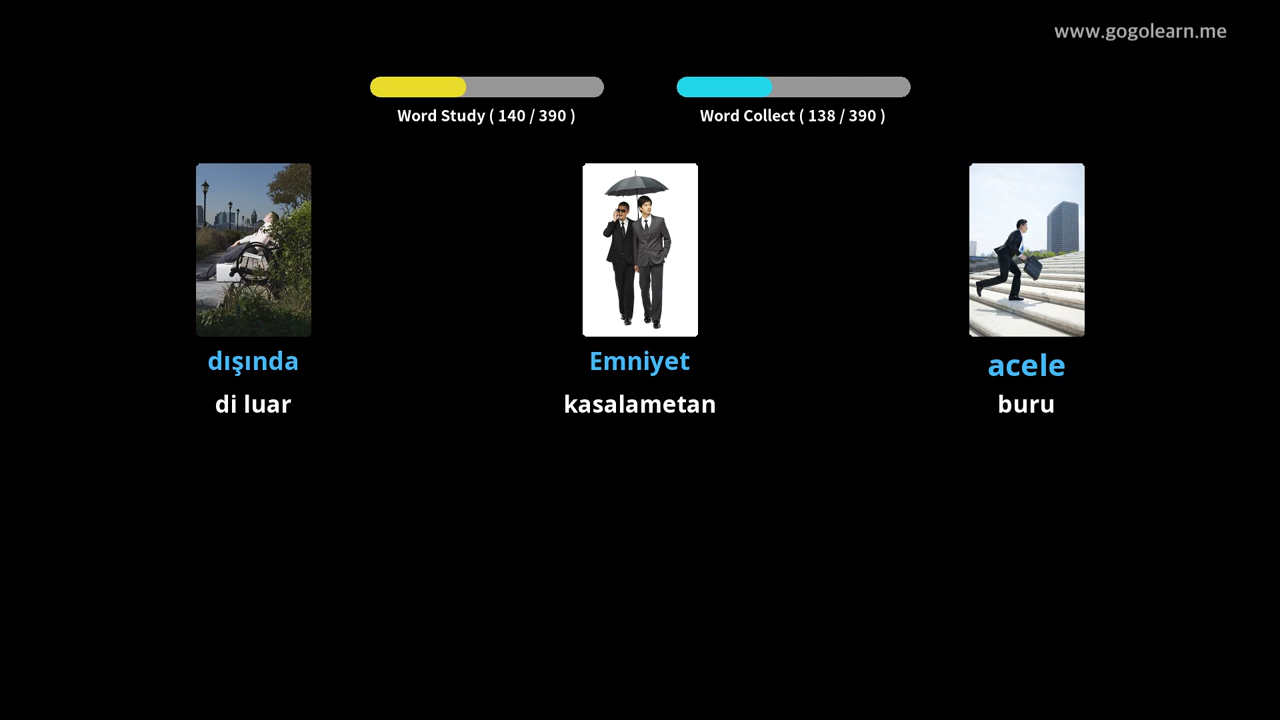 www.gogolearn.me
Word Study ( 140 / 390 )
Word Collect ( 138 / 390 )
dışında
di luar
Emniyet
kasalametan
acele
buru